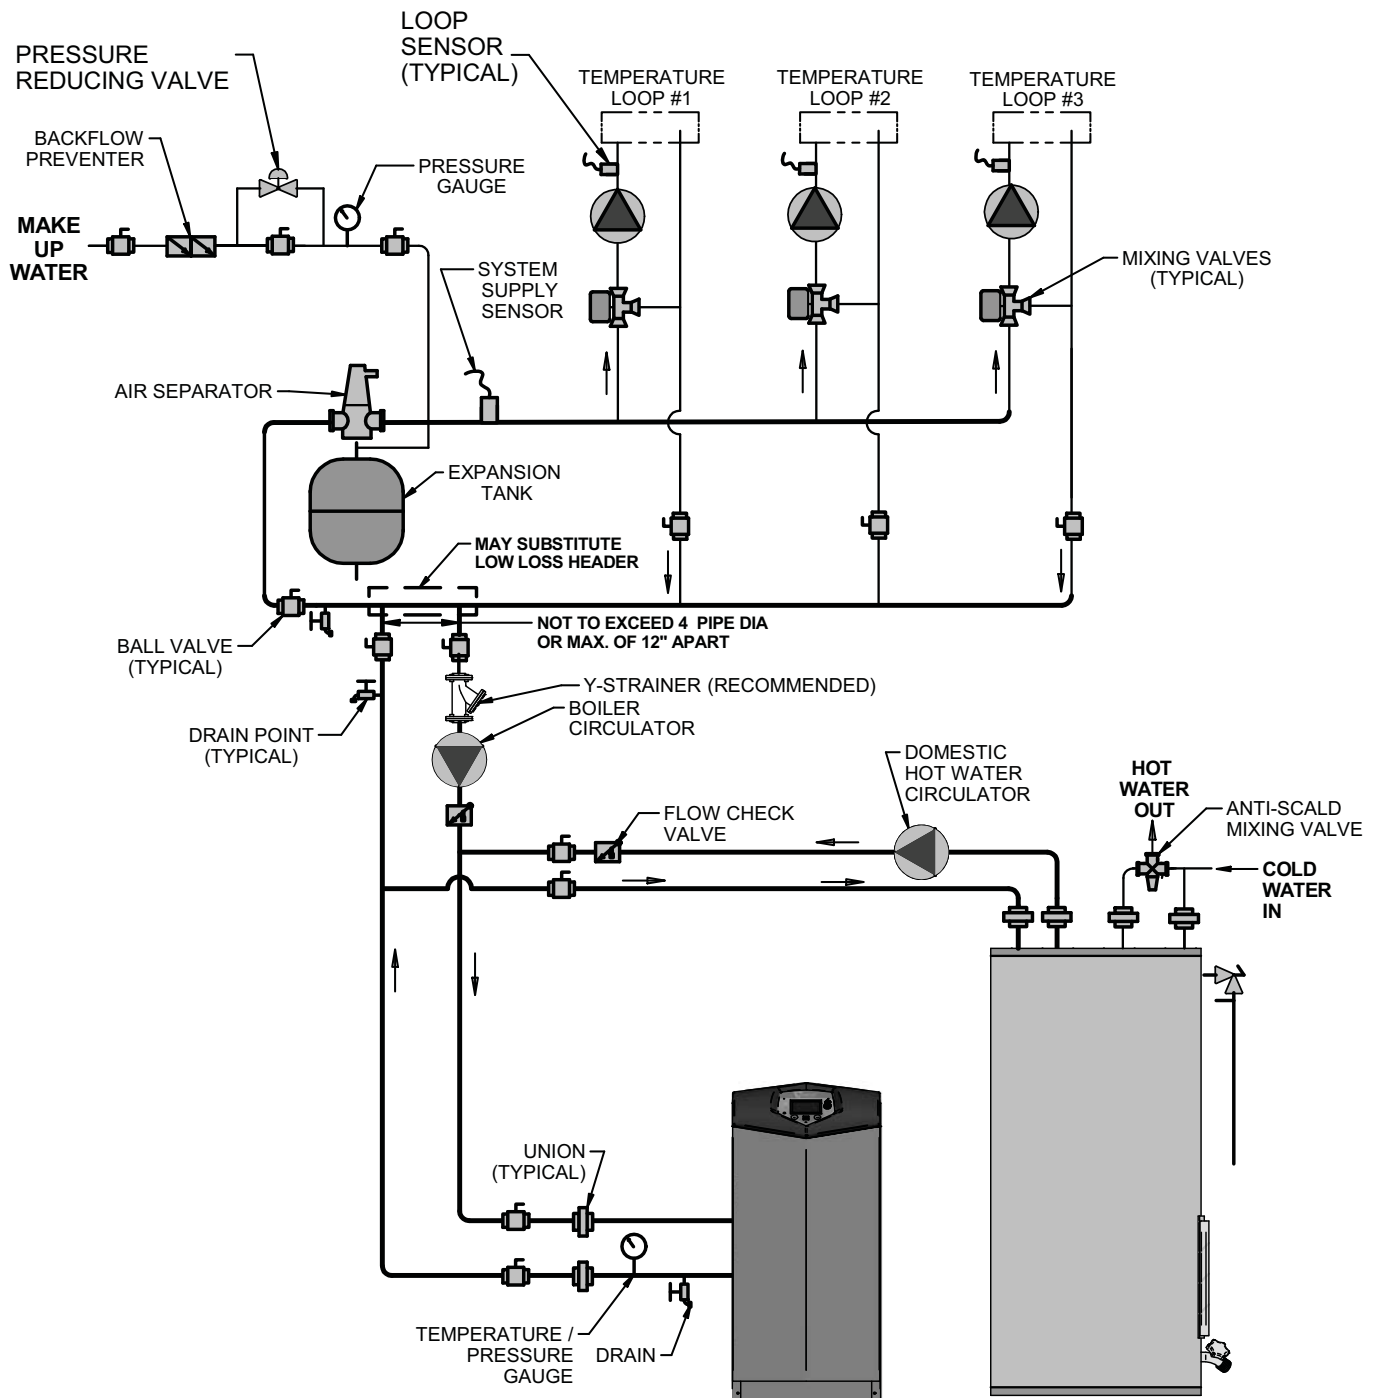 LOOP
SENSOR
(TYPICAL)
PRESSURE
REDUCING VALVE
TEMPERATURE
LOOP #1
TEMPERATURE
LOOP #2
TEMPERATURE
LOOP #3
BACKFLOW
PREVENTER
PRESSURE
GAUGE
MAKE
UP
WATER
SYSTEM
SUPPLY
SENSOR
MIXING VALVES
(TYPICAL)
AIR SEPARATOR
EXPANSION
TANK
MAY SUBSTITUTE
LOW LOSS HEADER
NOT TO EXCEED 4 PIPE DIA
OR MAX. OF 12" APART
BALL VALVE
(TYPICAL)
Y-STRAINER (RECOMMENDED)
BOILER
CIRCULATOR
DRAIN POINT
(TYPICAL)
DOMESTIC
HOT WATER
CIRCULATOR
HOT
WATER
OUT
ANTI-SCALD
MIXING VALVE
FLOW CHECK
VALVE
COLD
WATER
IN
UNION
(TYPICAL)
TEMPERATURE /
PRESSURE
GAUGE
DRAIN